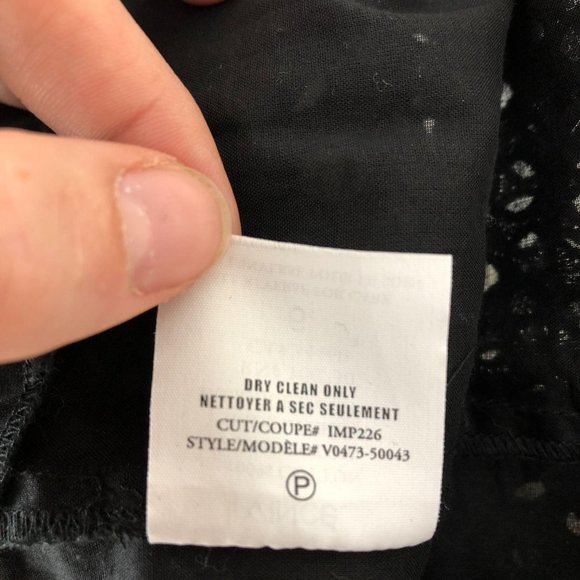 DRY CLEAN ONLY
NETTOYER A SEC SEULEMENT
CUT/COUPE# IMP226
STYLE/MODÈLE# V0473-50043
P